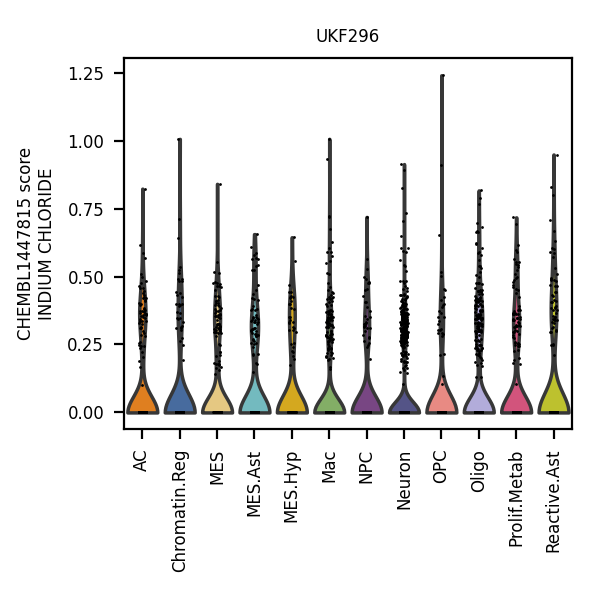 UKF296
CHEMBL1447815 score
INDIUM CHLORIDE
1.25
1.00
0.75
0.50
0.25
0.00
AC
Chromatin.Reg
MES
MES.Ast
MES.Hyp
Mac
NPC
Neuron
OPC
Oligo
Prolif.Metab
Reactive.Ast